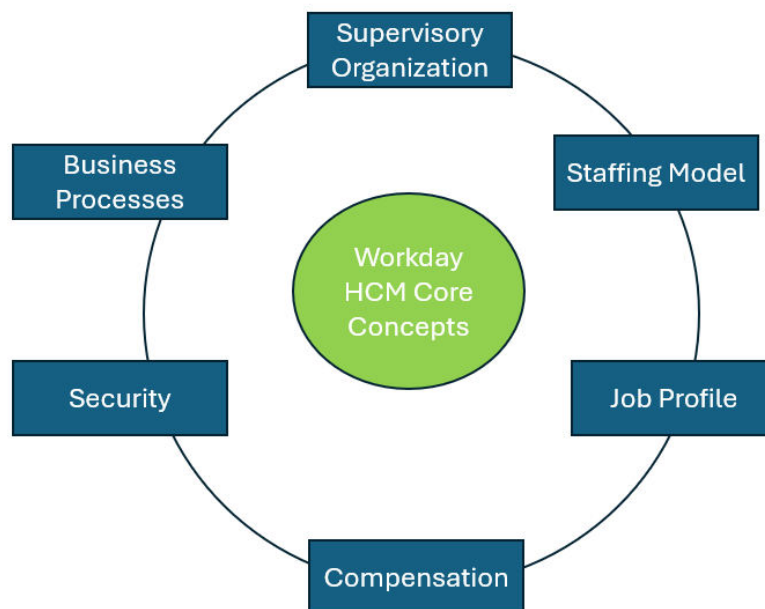 Supervisory
Organization
Business
Processes
Staffing Model
Workday
HCM Core
Concepts
Security
Job Profile
Compensation